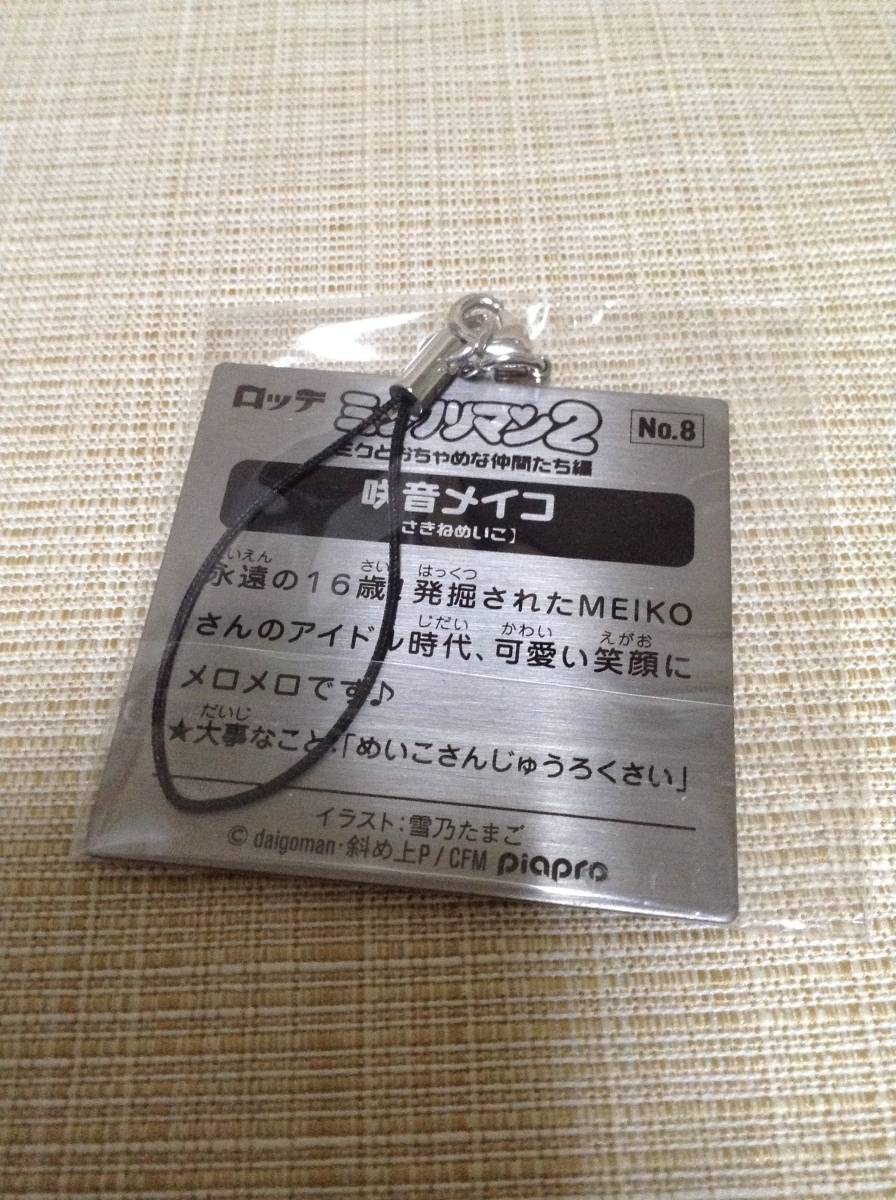 ロッテ ミクノリマン2 No.8
ミクとおちゃめな仲間たち編
咲音メイコ
さきねめいこ】
永遠の16歳！発掘されたMEIKO
さんのアイドル時代、可愛い笑顔に
メロメロです♪
★大事なこと:「めいこさんじゅうろくさい」
イラスト:雪乃たまご
© daigoman・斜め上P / CFM piapro